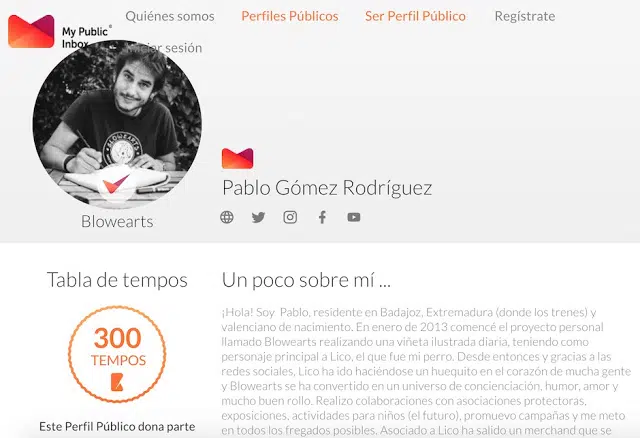 Quiénes somos
Perfiles Públicos
Ser Perfil Público
Regístrate
My Public
Inbox
sesión
BLOWEARTS
Blowearts
Pablo Gómez Rodríguez
Tabla de tempos
300
TEMPOS
Este Perfil Público dona parte
Un poco sobre mí ...
¡Hola! Soy Pablo, residente en Badajoz, Extremadura (donde los trenes) y
valenciano de nacimiento. En enero de 2013 comencé el proyecto personal
llamado Blowearts realizando una viñeta ilustrada diaria, teniendo como
personaje principal a Lico, el que fue mi perro. Desde entonces y gracias a las
redes sociales, Lico ha ido haciéndose un huequito en el corazón de mucha gente
y Blowearts se ha convertido en un universo de concienciación, humor, amor y
mucho buen rollo. Realizo colaboraciones con asociaciones protectoras,
exposiciones, actividades para niños (el futuro), promuevo campañas y me meto
en todos los fregados posibles. Asociado a Lico ha salido un merchand que se